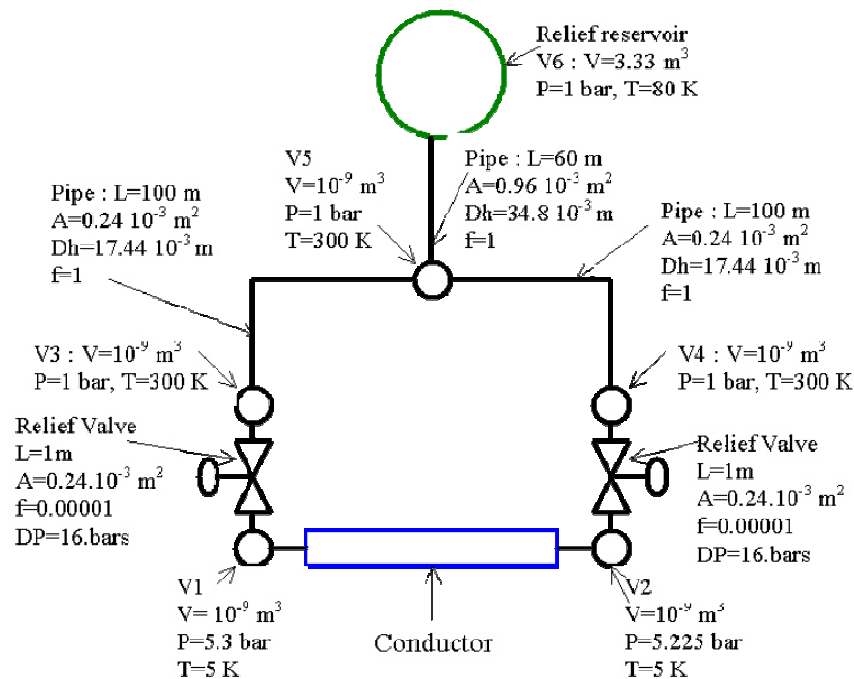 Relief reservoir
V6 : V=3.33 m³
P=1 bar, T=80 K
V5
V=10⁻⁹ m³
P=1 bar
T=300 K
Pipe : L=60 m
A=0.96 10⁻³ m²
Dh=34.8 10⁻³ m
f=1
Pipe : L=100 m
A=0.24 10⁻³ m²
Dh=17.44 10⁻³ m
f=1
Pipe : L=100 m
A=0.24 10⁻³ m²
Dh=17.44 10⁻³ m
f=1
V3 : V=10⁻⁹ m³
P=1 bar, T=300 K
V4 : V=10⁻⁹ m³
P=1 bar, T=300 K
Relief Valve
L=1m
A=0.24.10⁻³ m²
f=0.00001
DP=16.bars
Relief Valve
L=1m
A=0.24.10⁻³ m²
f=0.00001
DP=16.bars
V1
V= 10⁻⁹ m³
P=5.3 bar
T=5 K
Conductor
V2
V=10⁻⁹ m³
P=5.225 bar
T=5 K